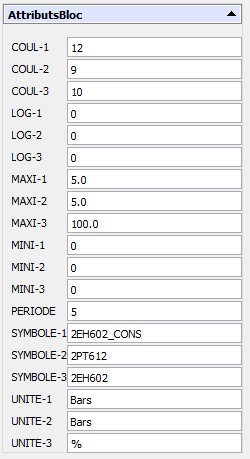 AttributsBloc
COUL-1 12
COUL-2 9
COUL-3 10
LOG-1 0
LOG-2 0
LOG-3 0
MAXI-1 5.0
MAXI-2 5.0
MAXI-3 100.0
MINI-1 0
MINI-2 0
MINI-3 0
PERIODE 5
SYMBOLE-1 2EH602_CONS
SYMBOLE-2 2PT612
SYMBOLE-3 2EH602
UNITE-1 Bars
UNITE-2 Bars
UNITE-3 %